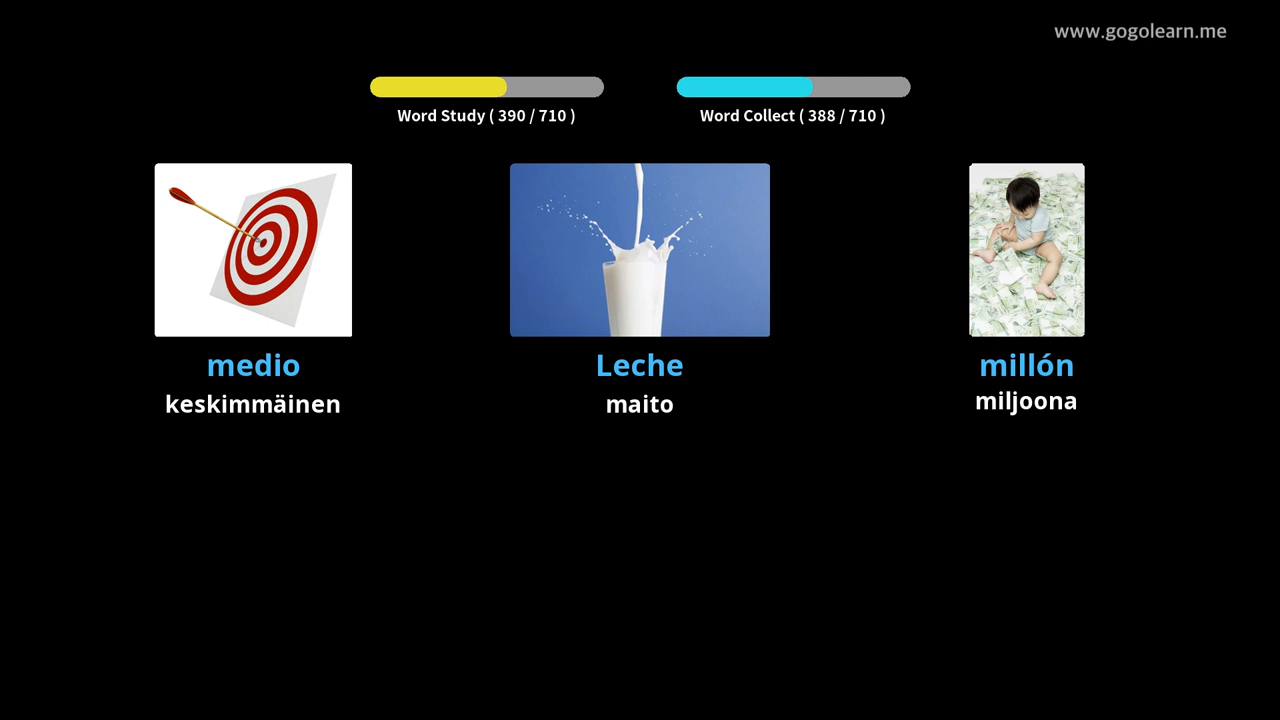 www.gogolearn.me
Word Study ( 390 / 710 )
Word Collect ( 388 / 710 )
medio
keskimmäinen
Leche
maito
millón
miljoona